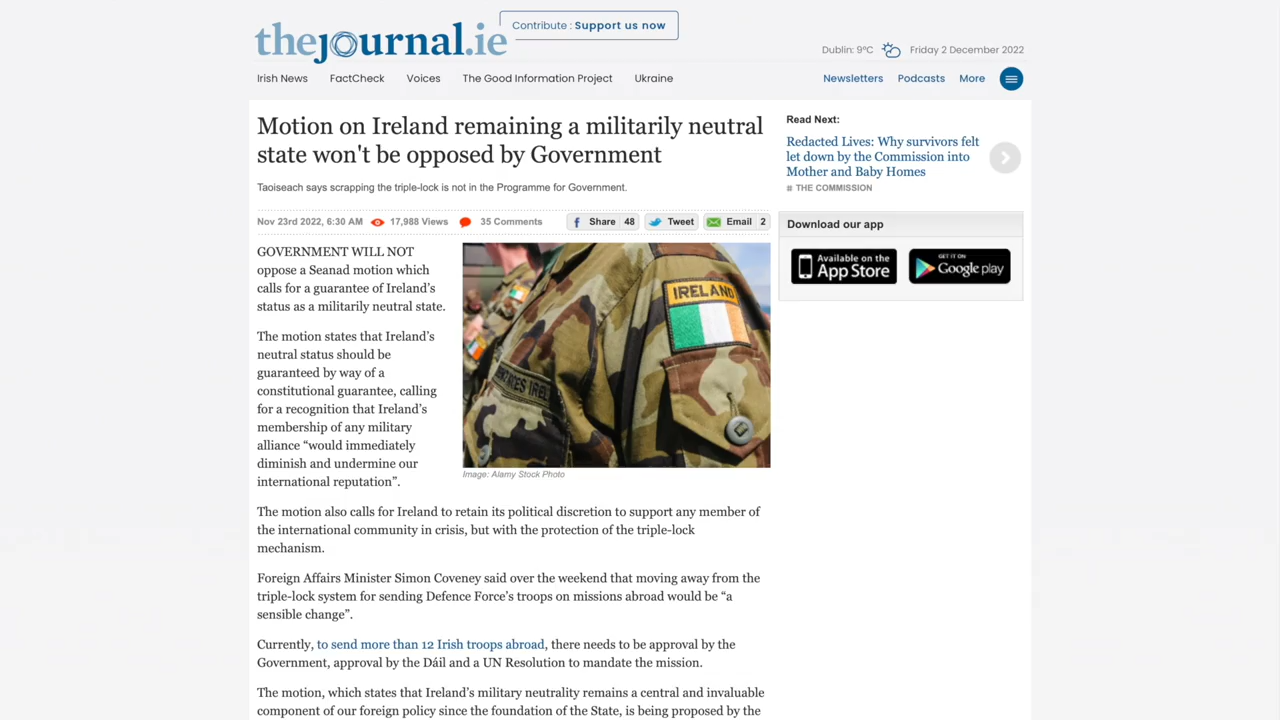 thejournal.ie
Contribute : Support us now
Dublin: 9°C
Friday 2 December 2022
Irish News
FactCheck
Voices
The Good Information Project
Ukraine
Newsletters
Podcasts
More
Motion on Ireland remaining a militarily neutral
state won't be opposed by Government
Taoiseach says scrapping the triple-lock is not in the Programme for Government.
Nov 23rd 2022, 6:30 AM
17,988 Views
35 Comments
Share 48
Tweet
Email 2
GOVERNMENT WILL NOT
oppose a Seanad motion which
calls for a guarantee of Ireland's
status as a militarily neutral state.
The motion states that Ireland's
neutral status should be
guaranteed by way of a
constitutional guarantee, calling
for a recognition that Ireland's
membership of any military
alliance “would immediately
diminish and undermine our
international reputation”.
IRELAND
Image: Alamy Stock Photo
The motion also calls for Ireland to retain its political discretion to support any member of
the international community in crisis, but with the protection of the triple-lock
mechanism.
Foreign Affairs Minister Simon Coveney said over the weekend that moving away from the
triple-lock system for sending Defence Force's troops on missions abroad would be “a
sensible change”.
Currently, to send more than 12 Irish troops abroad, there needs to be approval by the
Government, approval by the Dáil and a UN Resolution to mandate the mission.
The motion, which states that Ireland's military neutrality remains a central and invaluable
component of our foreign policy since the foundation of the State, is being proposed by the
Read Next:
Redacted Lives: Why survivors felt
let down by the Commission into
Mother and Baby Homes
# THE COMMISSION
Download our app
Available on the
App Store
GET IT ON
Google play